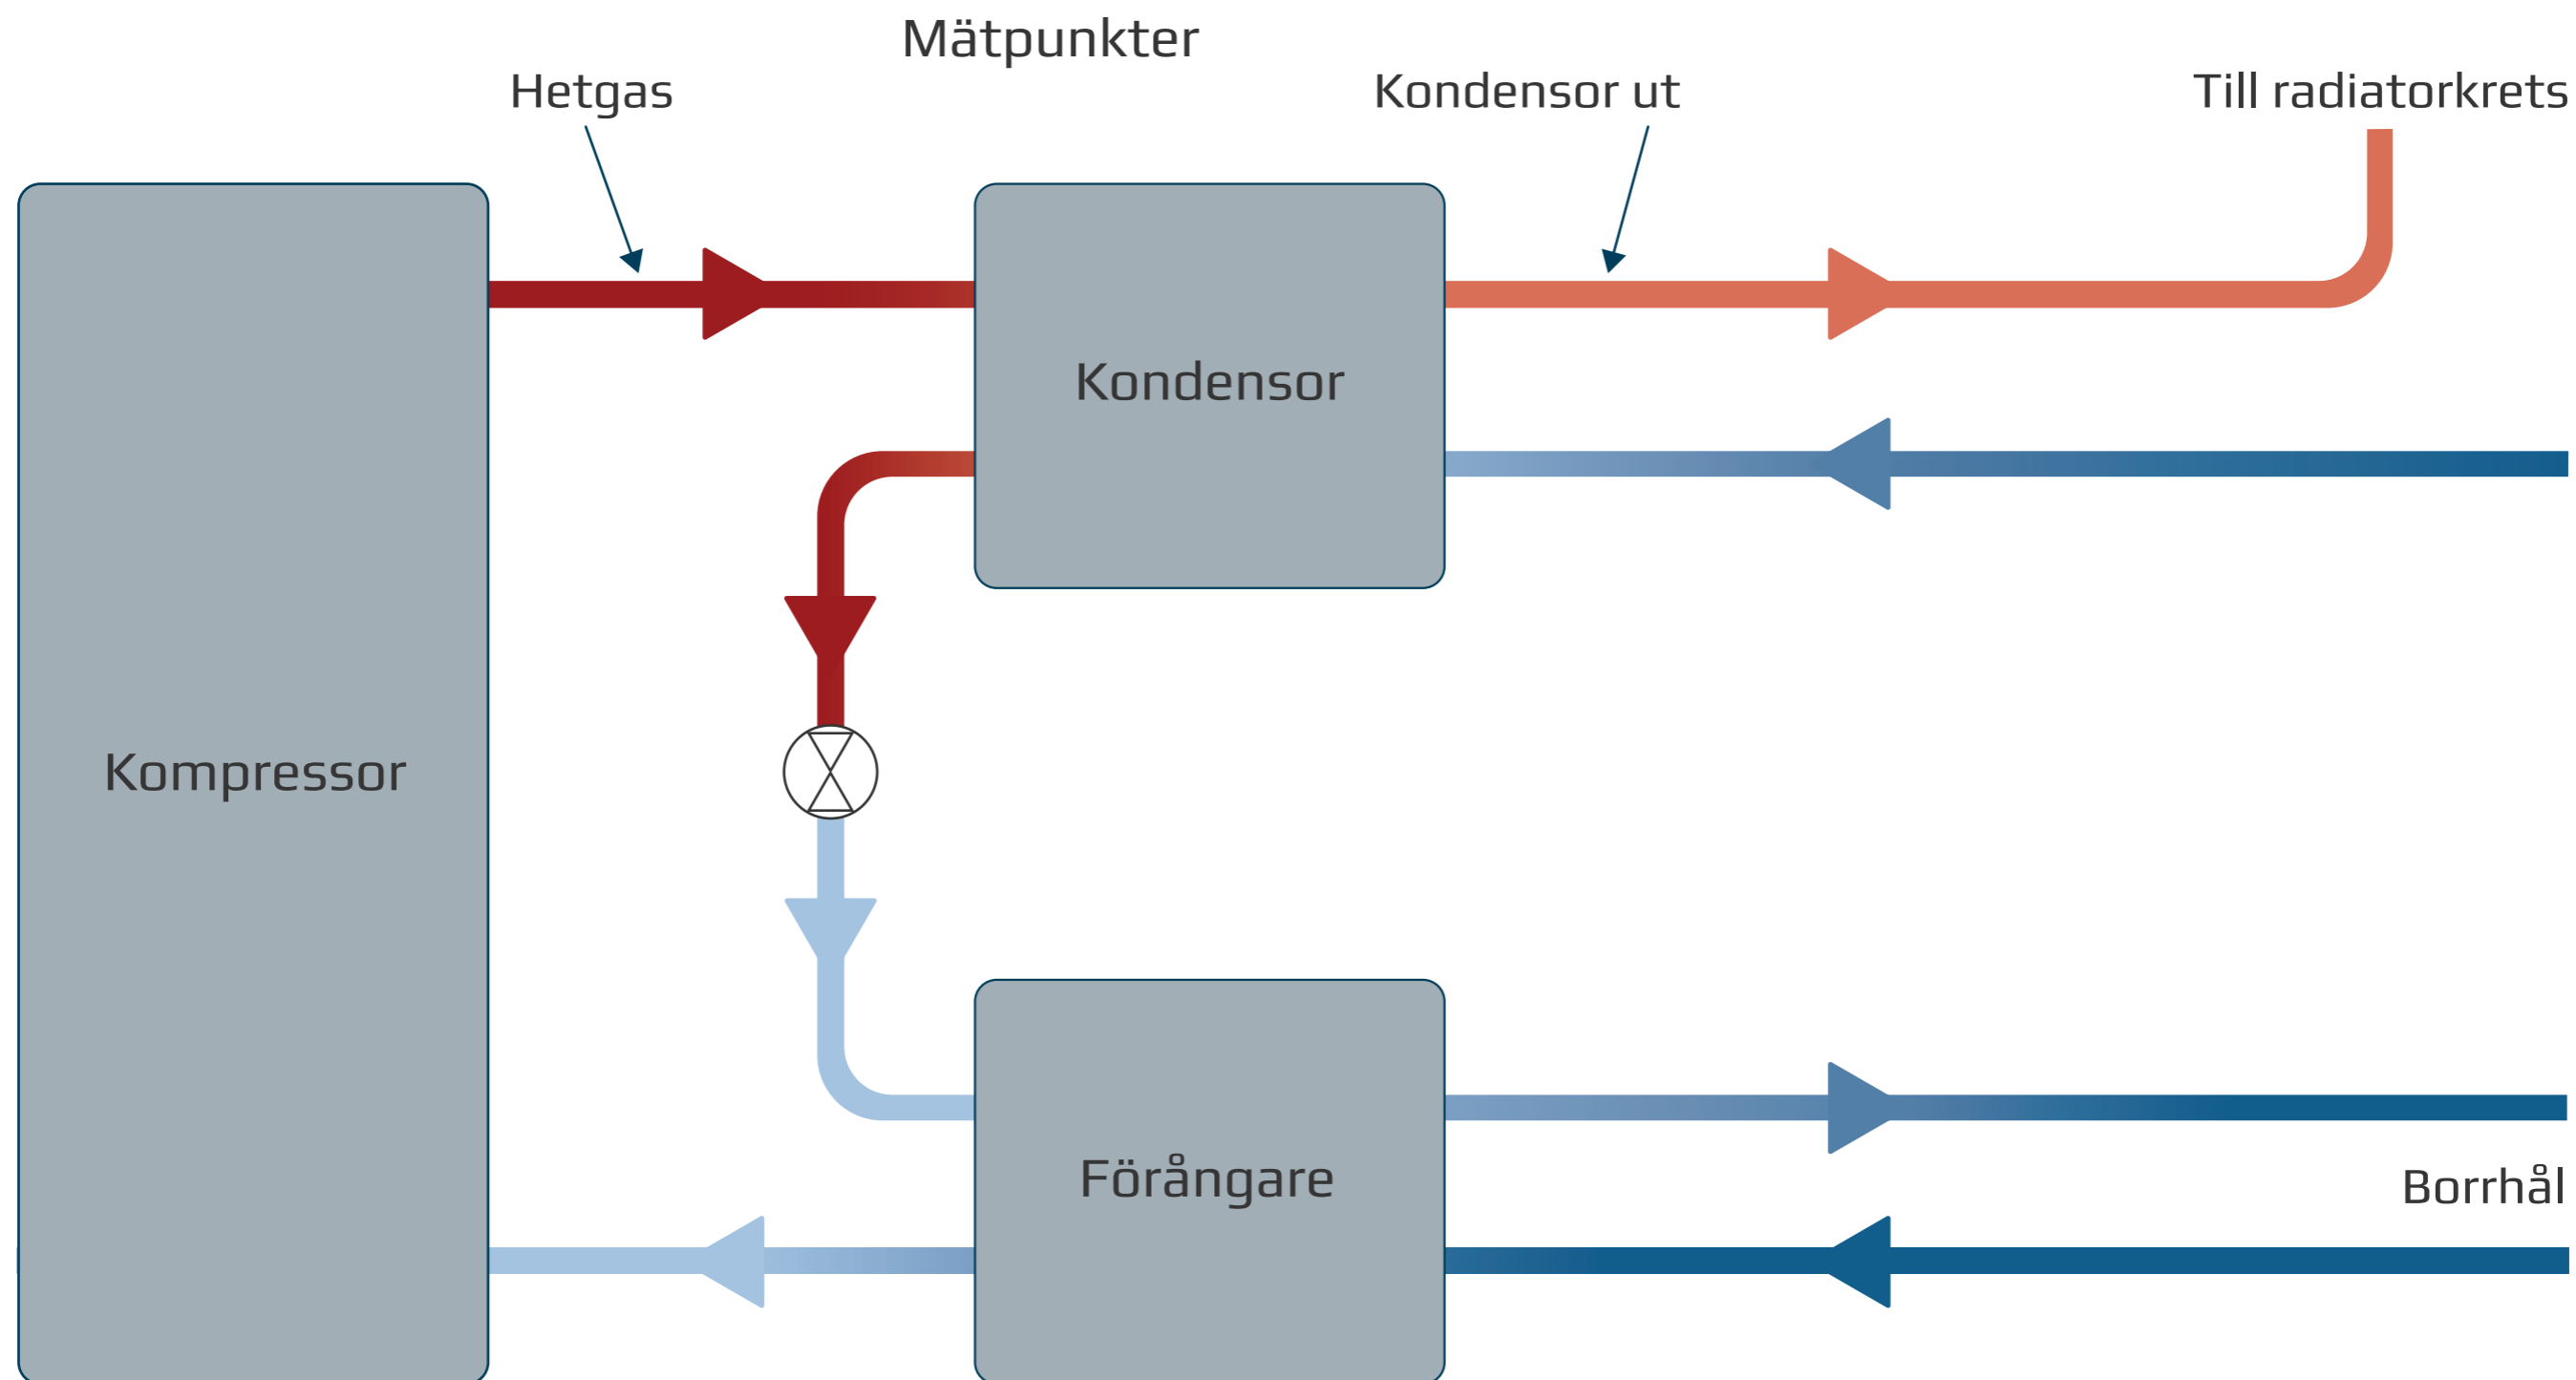 Mätpunkter
Hetgas
Kondensor ut
Till radiatorkrets
Kondensor
Kompressor
Förångare
Borrhål